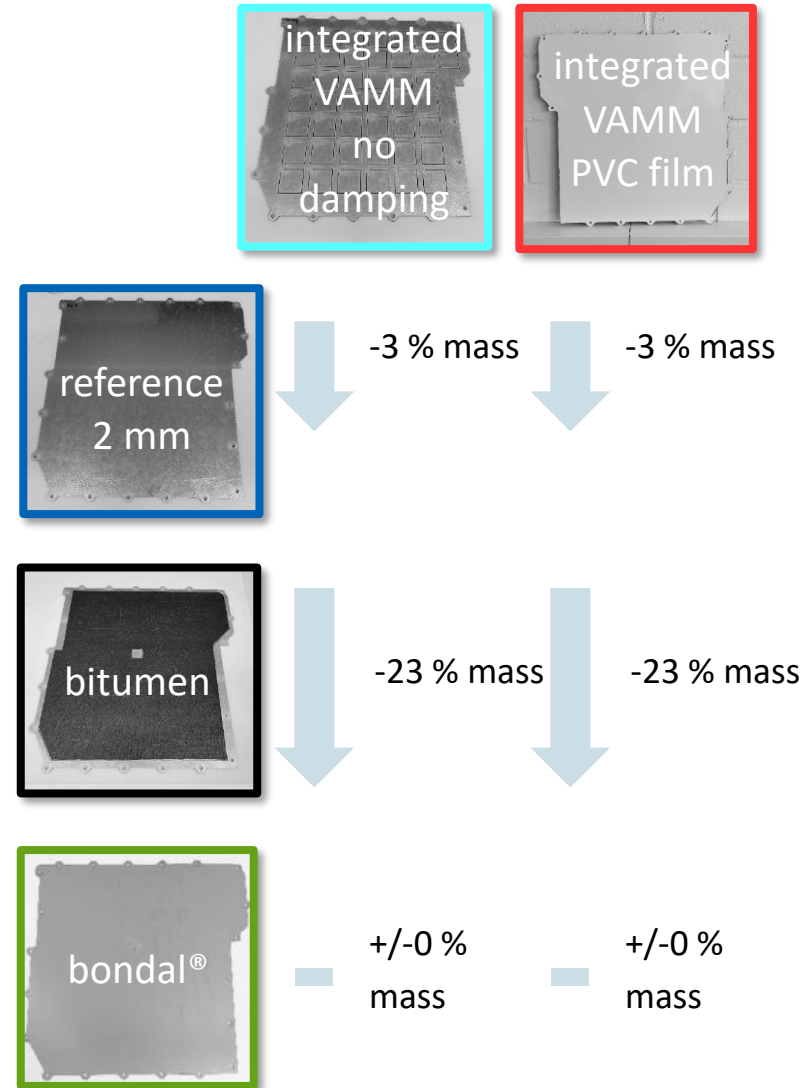 integrated
VAMM
no
damping
integrated
VAMM
PVC film
reference
2 mm
-3 % mass
-3 % mass
bitumen
-23 % mass
-23 % mass
bondal®
+/-0 %
mass
+/-0 %
mass